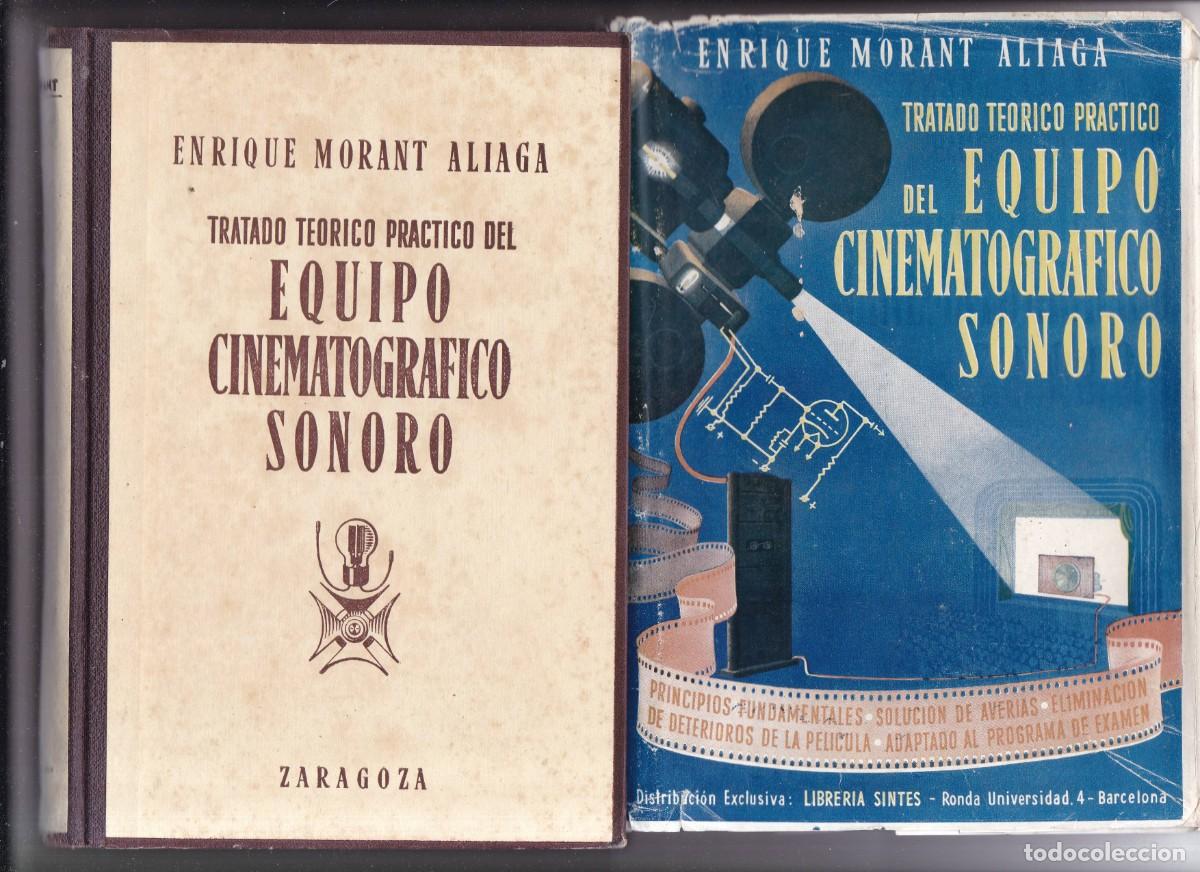 ENRIQUE MORANT ALIAGA
TRATADO TEORICO PRACTICO DEL
EQUIPO
CINEMATOGRAFICO
SONORO
ZARAGOZA
ENRIQUE MORANT ALIAGA
TRATADO TEORICO PRACTICO
DEL EQUIPO
CINEMATOGRAFICO
SONORO
PRINCIPIOS FUNDAMENTALES · SOLUCION DE AVERIAS · ELIMINACION
DE DETERIOROS DE LA PELICULA · ADAPTADO AL PROGRAMA DE EXAMEN
Distribución Exclusiva: LIBRERIA SINTES - Ronda Universidad, 4 - Barcelona
todocoleccion